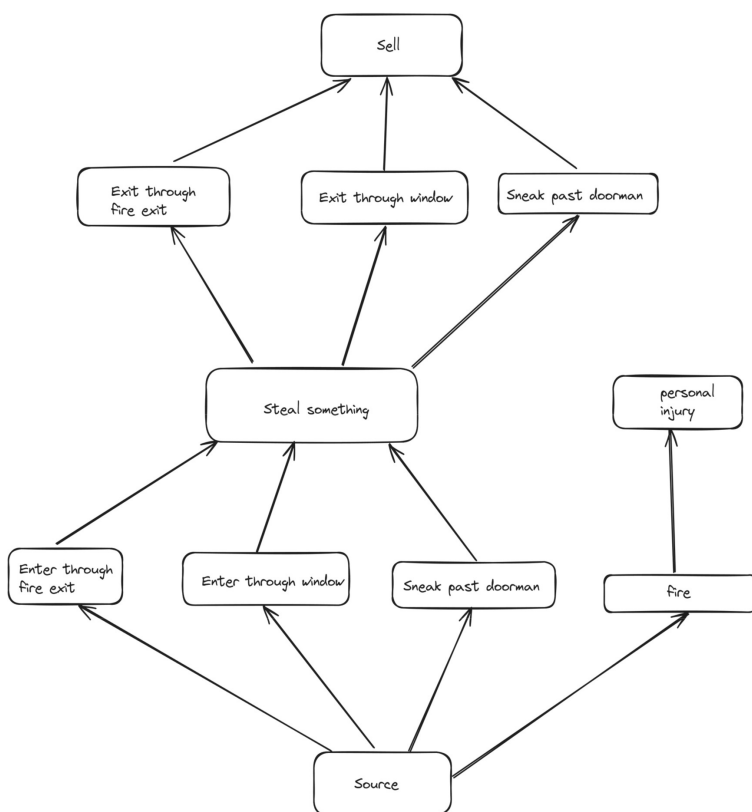 Sell
Exit through
fire exit
Exit through window
Sneak past doorman
Steal something
personal
injury
Enter through
fire exit
Enter through window
Sneak past doorman
fire
Source